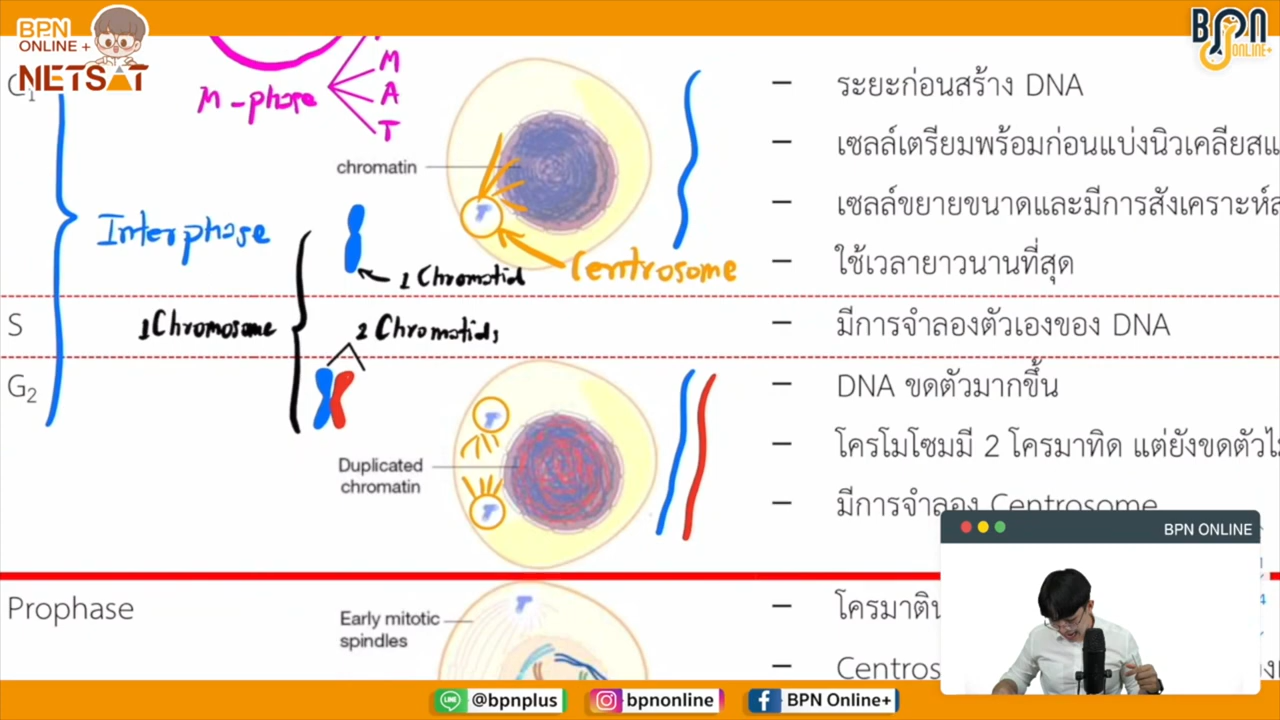 BPN
ONLINE +
NETSAT
BPN
ONLINE+
G1
M-phase
M
A
T
chromatin
Interphase
1 Chromatid
Centrosome
1 Chromosome
2 Chromatids
S
G2
Duplicated
chromatin
Prophase
Early mitotic
spindles
– ระยะก่อนสร้าง DNA
– เซลล์เตรียมพร้อมก่อนแบ่งนิวเคลียส
– เซลล์ขยายขนาดและมีการสังเคราะห์
– ใช้เวลายาวนานที่สุด
– มีการจำลองตัวเองของ DNA
– DNA ขดตัวมากขึ้น
– โครโมโซมมี 2 โครมาทิด แต่ยังขดตัว
– มีการจำลอง Centrosome
– โครมาติน
– Centros
BPN ONLINE
@bpnplus
bpnonline
BPN Online+